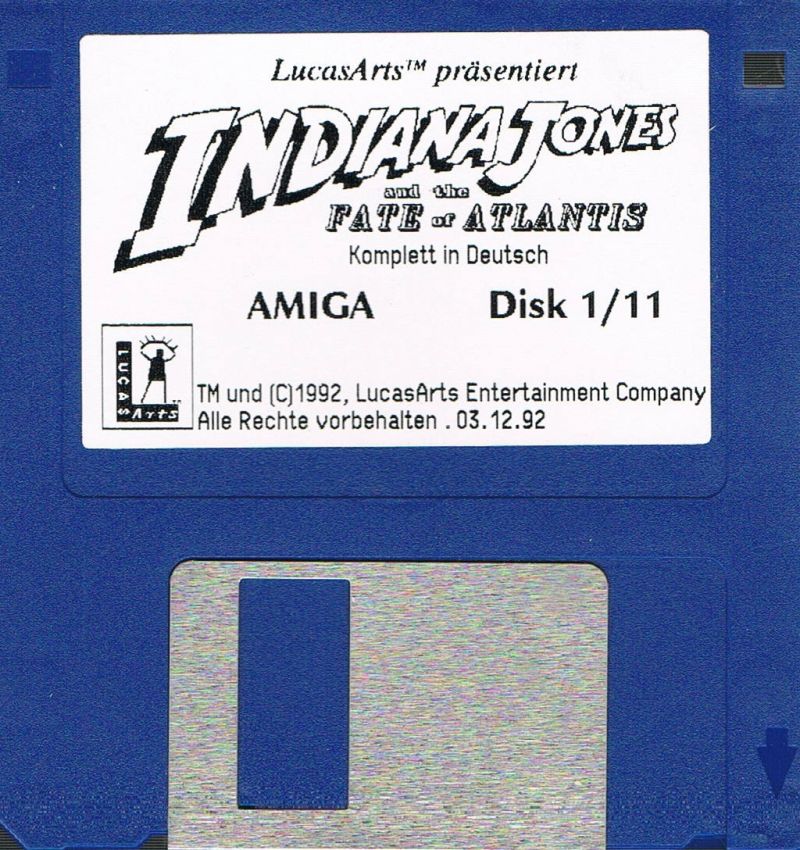 LucasArts™ präsentiert
INDIANA JONES
and the
FATE of ATLANTIS
Komplett in Deutsch
AMIGA Disk 1/11
LUCAS Arts ™
TM und (C)1992, LucasArts Entertainment Company
Alle Rechte vorbehalten . 03.12.92